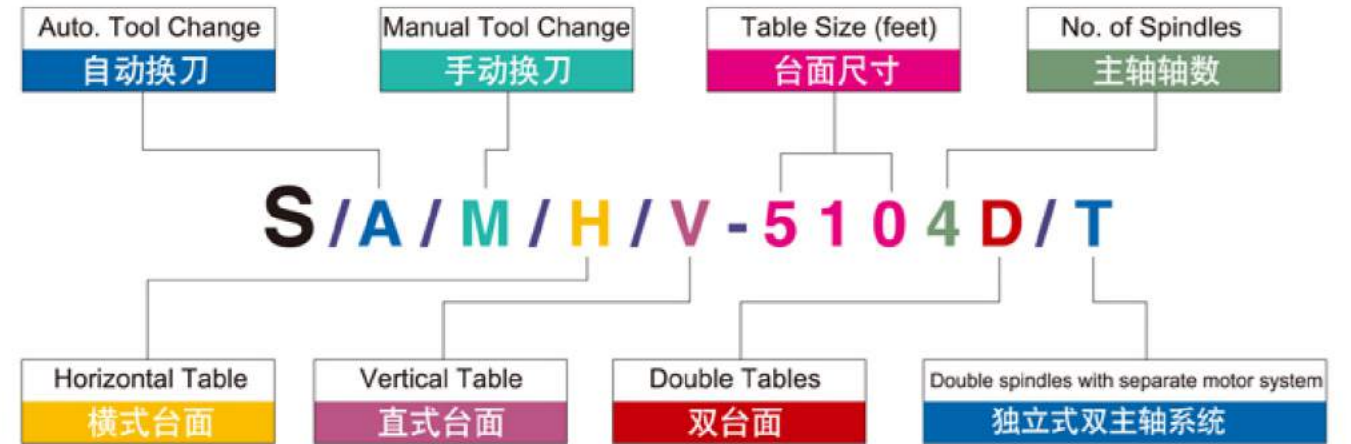 Auto. Tool Change
自动换刀
Manual Tool Change
手动换刀
Table Size (feet)
台面尺寸
No. of Spindles
主轴轴数
S/A/M/H/V-5104D/T
Horizontal Table
横式台面
Vertical Table
直式台面
Double Tables
双台面
Double spindles with separate motor system
独立式双主轴系统